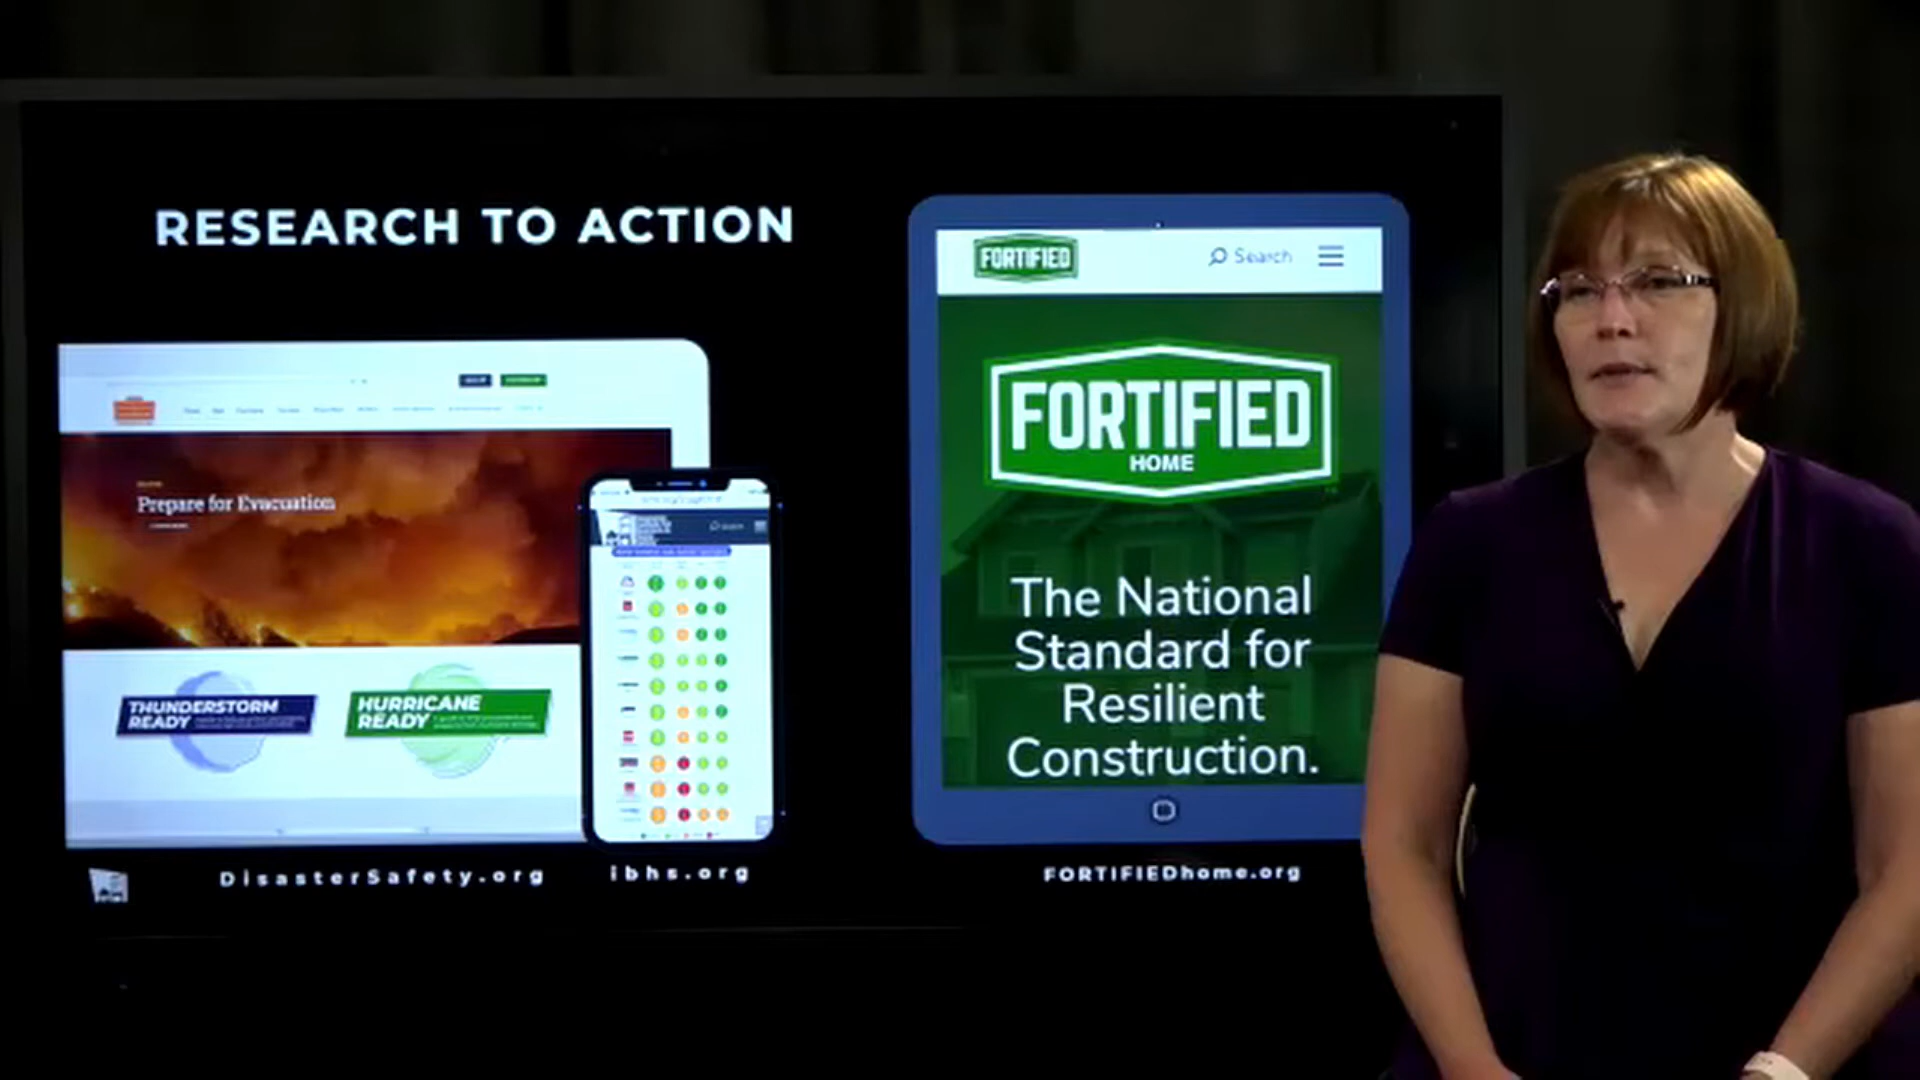 RESEARCH TO ACTION
Prepare for Evacuation
THUNDERSTORM
READY
HURRICANE
READY
DisasterSafety.org
Search
ibhs.org
FORTIFIED
Search
FORTIFIED
HOME
The National
Standard for
Resilient
Construction.
FORTIFIEDhome.org